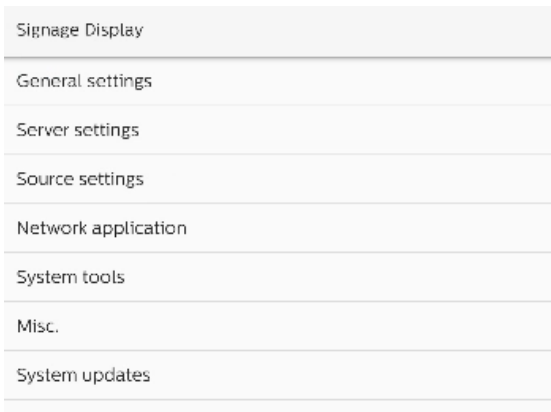 Signage Display
General settings
Server settings
Source settings
Network application
System tools
Misc.
System updates